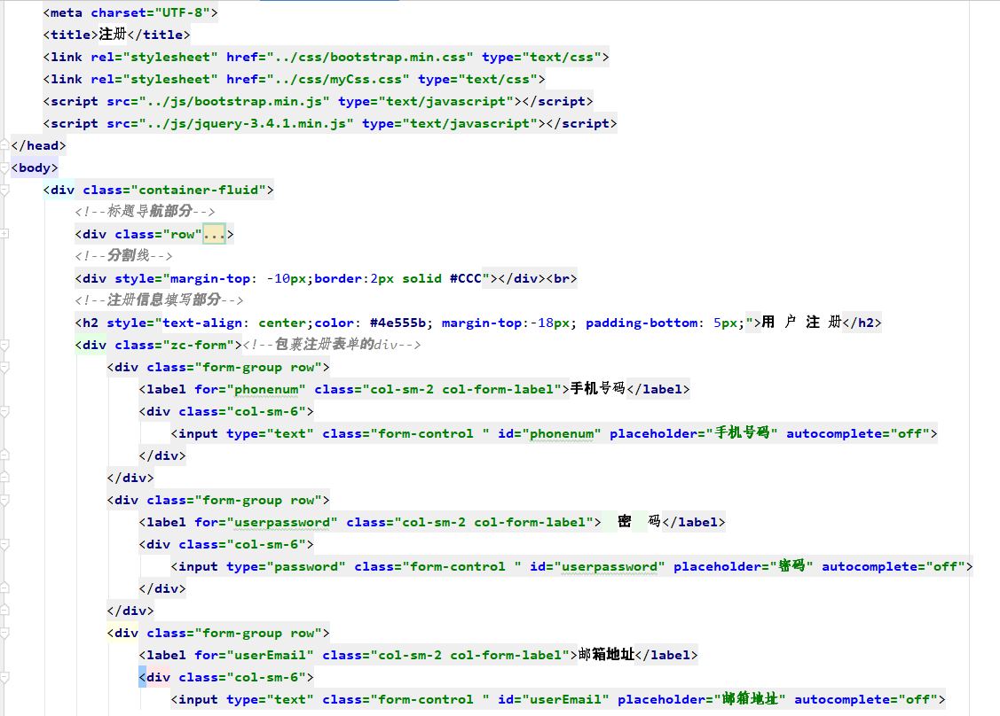 <meta charset="UTF-8">
<title>注册</title>
<link rel="stylesheet" href="../css/bootstrap.min.css" type="text/css">
<link rel="stylesheet" href="../css/myCss.css" type="text/css">
<script src="../js/bootstrap.min.js" type="text/javascript"></script>
<script src="../js/jquery-3.4.1.min.js" type="text/javascript"></script>
</head>
<body>
<div class="container-fluid">
<!--标题导航部分-->
<div class="row"...>
<!--分割线-->
<div style="margin-top: -10px;border:2px solid #CCC"></div><br>
<!--注册信息填写部分-->
<h2 style="text-align: center;color: #4e555b; margin-top:-18px; padding-bottom: 5px;">用 户 注 册</h2>
<div class="zc-form"><!--包裹注册表单的div-->
<div class="form-group row">
<label for="phonenum" class="col-sm-2 col-form-label">手机号码</label>
<div class="col-sm-6">
<input type="text" class="form-control " id="phonenum" placeholder="手机号码" autocomplete="off">
</div>
</div>
<div class="form-group row">
<label for="userpassword" class="col-sm-2 col-form-label">  密  码</label>
<div class="col-sm-6">
<input type="password" class="form-control " id="userpassword" placeholder="密码" autocomplete="off">
</div>
</div>
<div class="form-group row">
<label for="userEmail" class="col-sm-2 col-form-label">邮箱地址</label>
<div class="col-sm-6">
<input type="text" class="form-control " id="userEmail" placeholder="邮箱地址" autocomplete="off">